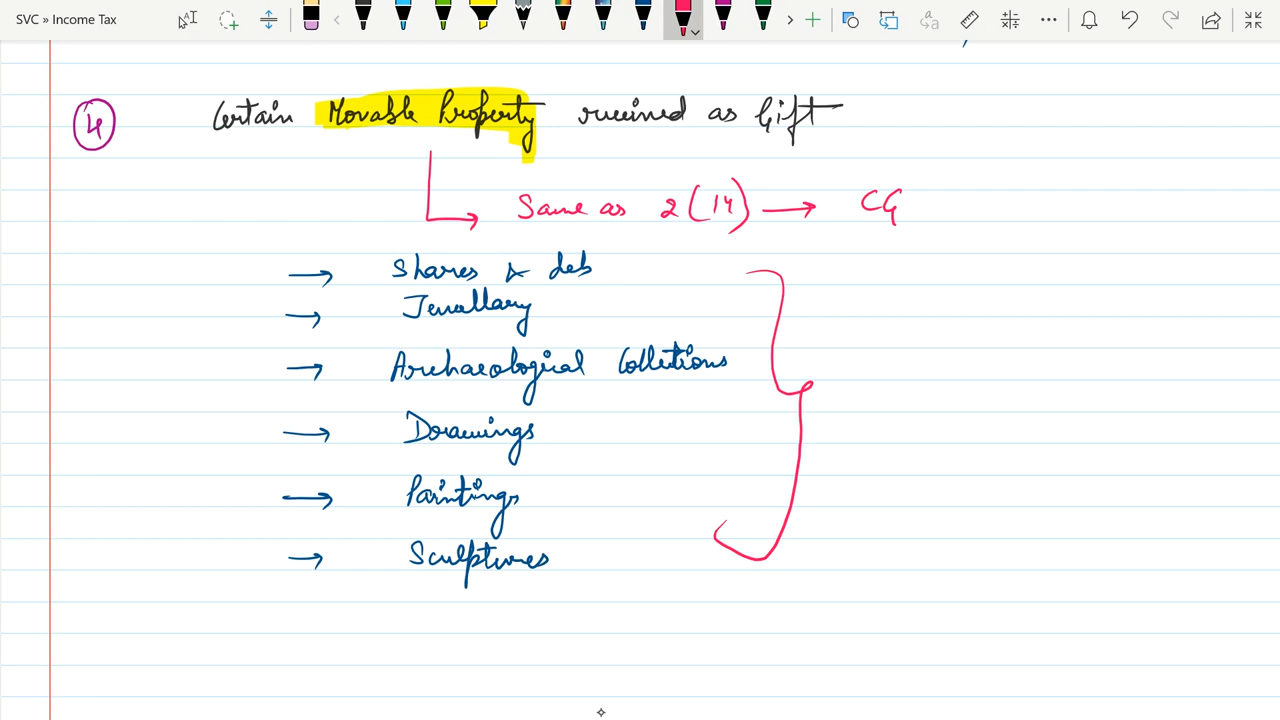 SVC » Income Tax
4 Certain Movable Property received as Gift
Same as 2(14) → CG
→ Shares & deb
→ Jewellary
→ Archaeological Collections
→ Drawings
→ Paintings
→ Sculptures